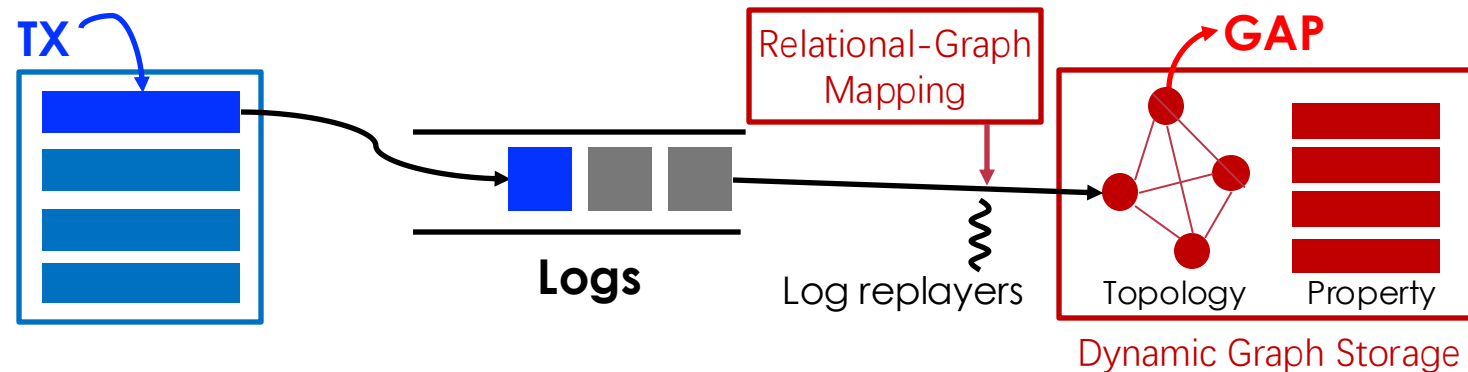 TX
Relational-Graph
Mapping
GAP
Logs
Log replayers
Topology
Property
Dynamic Graph Storage